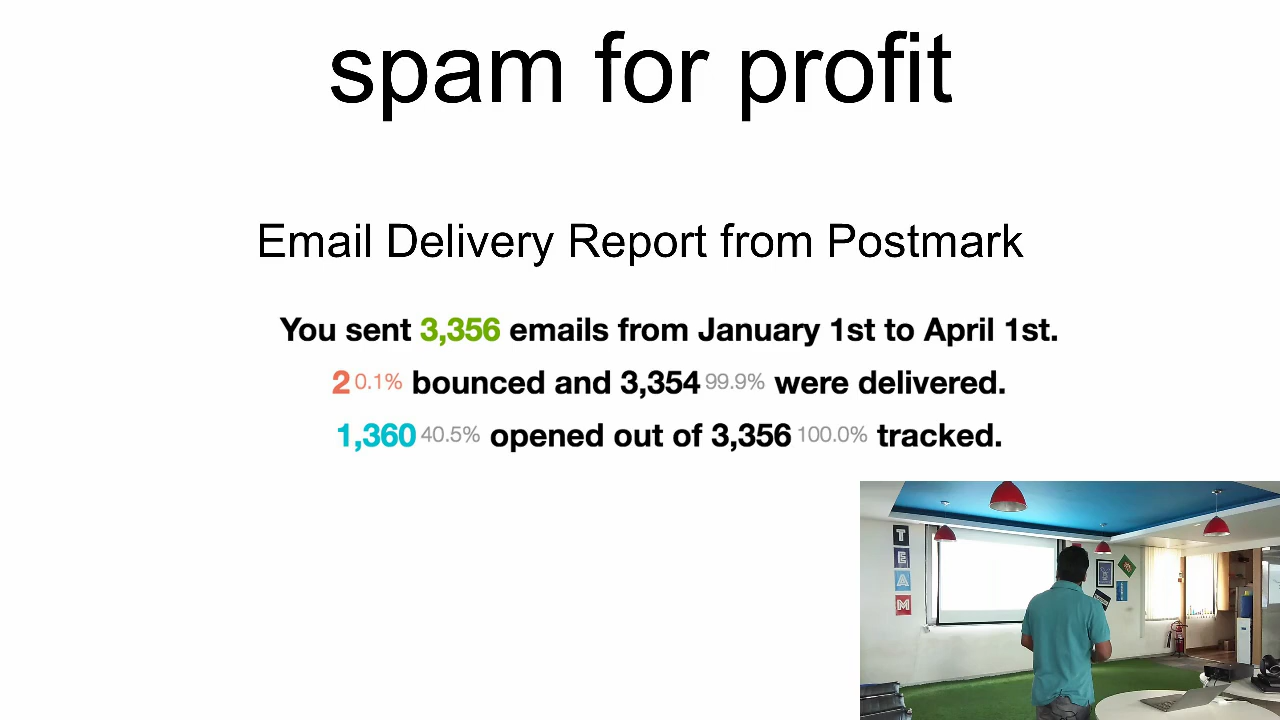 spam for profit
Email Delivery Report from Postmark
You sent 3,356 emails from January 1st to April 1st.
2 0.1% bounced and 3,354 99.9% were delivered.
1,360 40.5% opened out of 3,356 100.0% tracked.
T
E
A
M